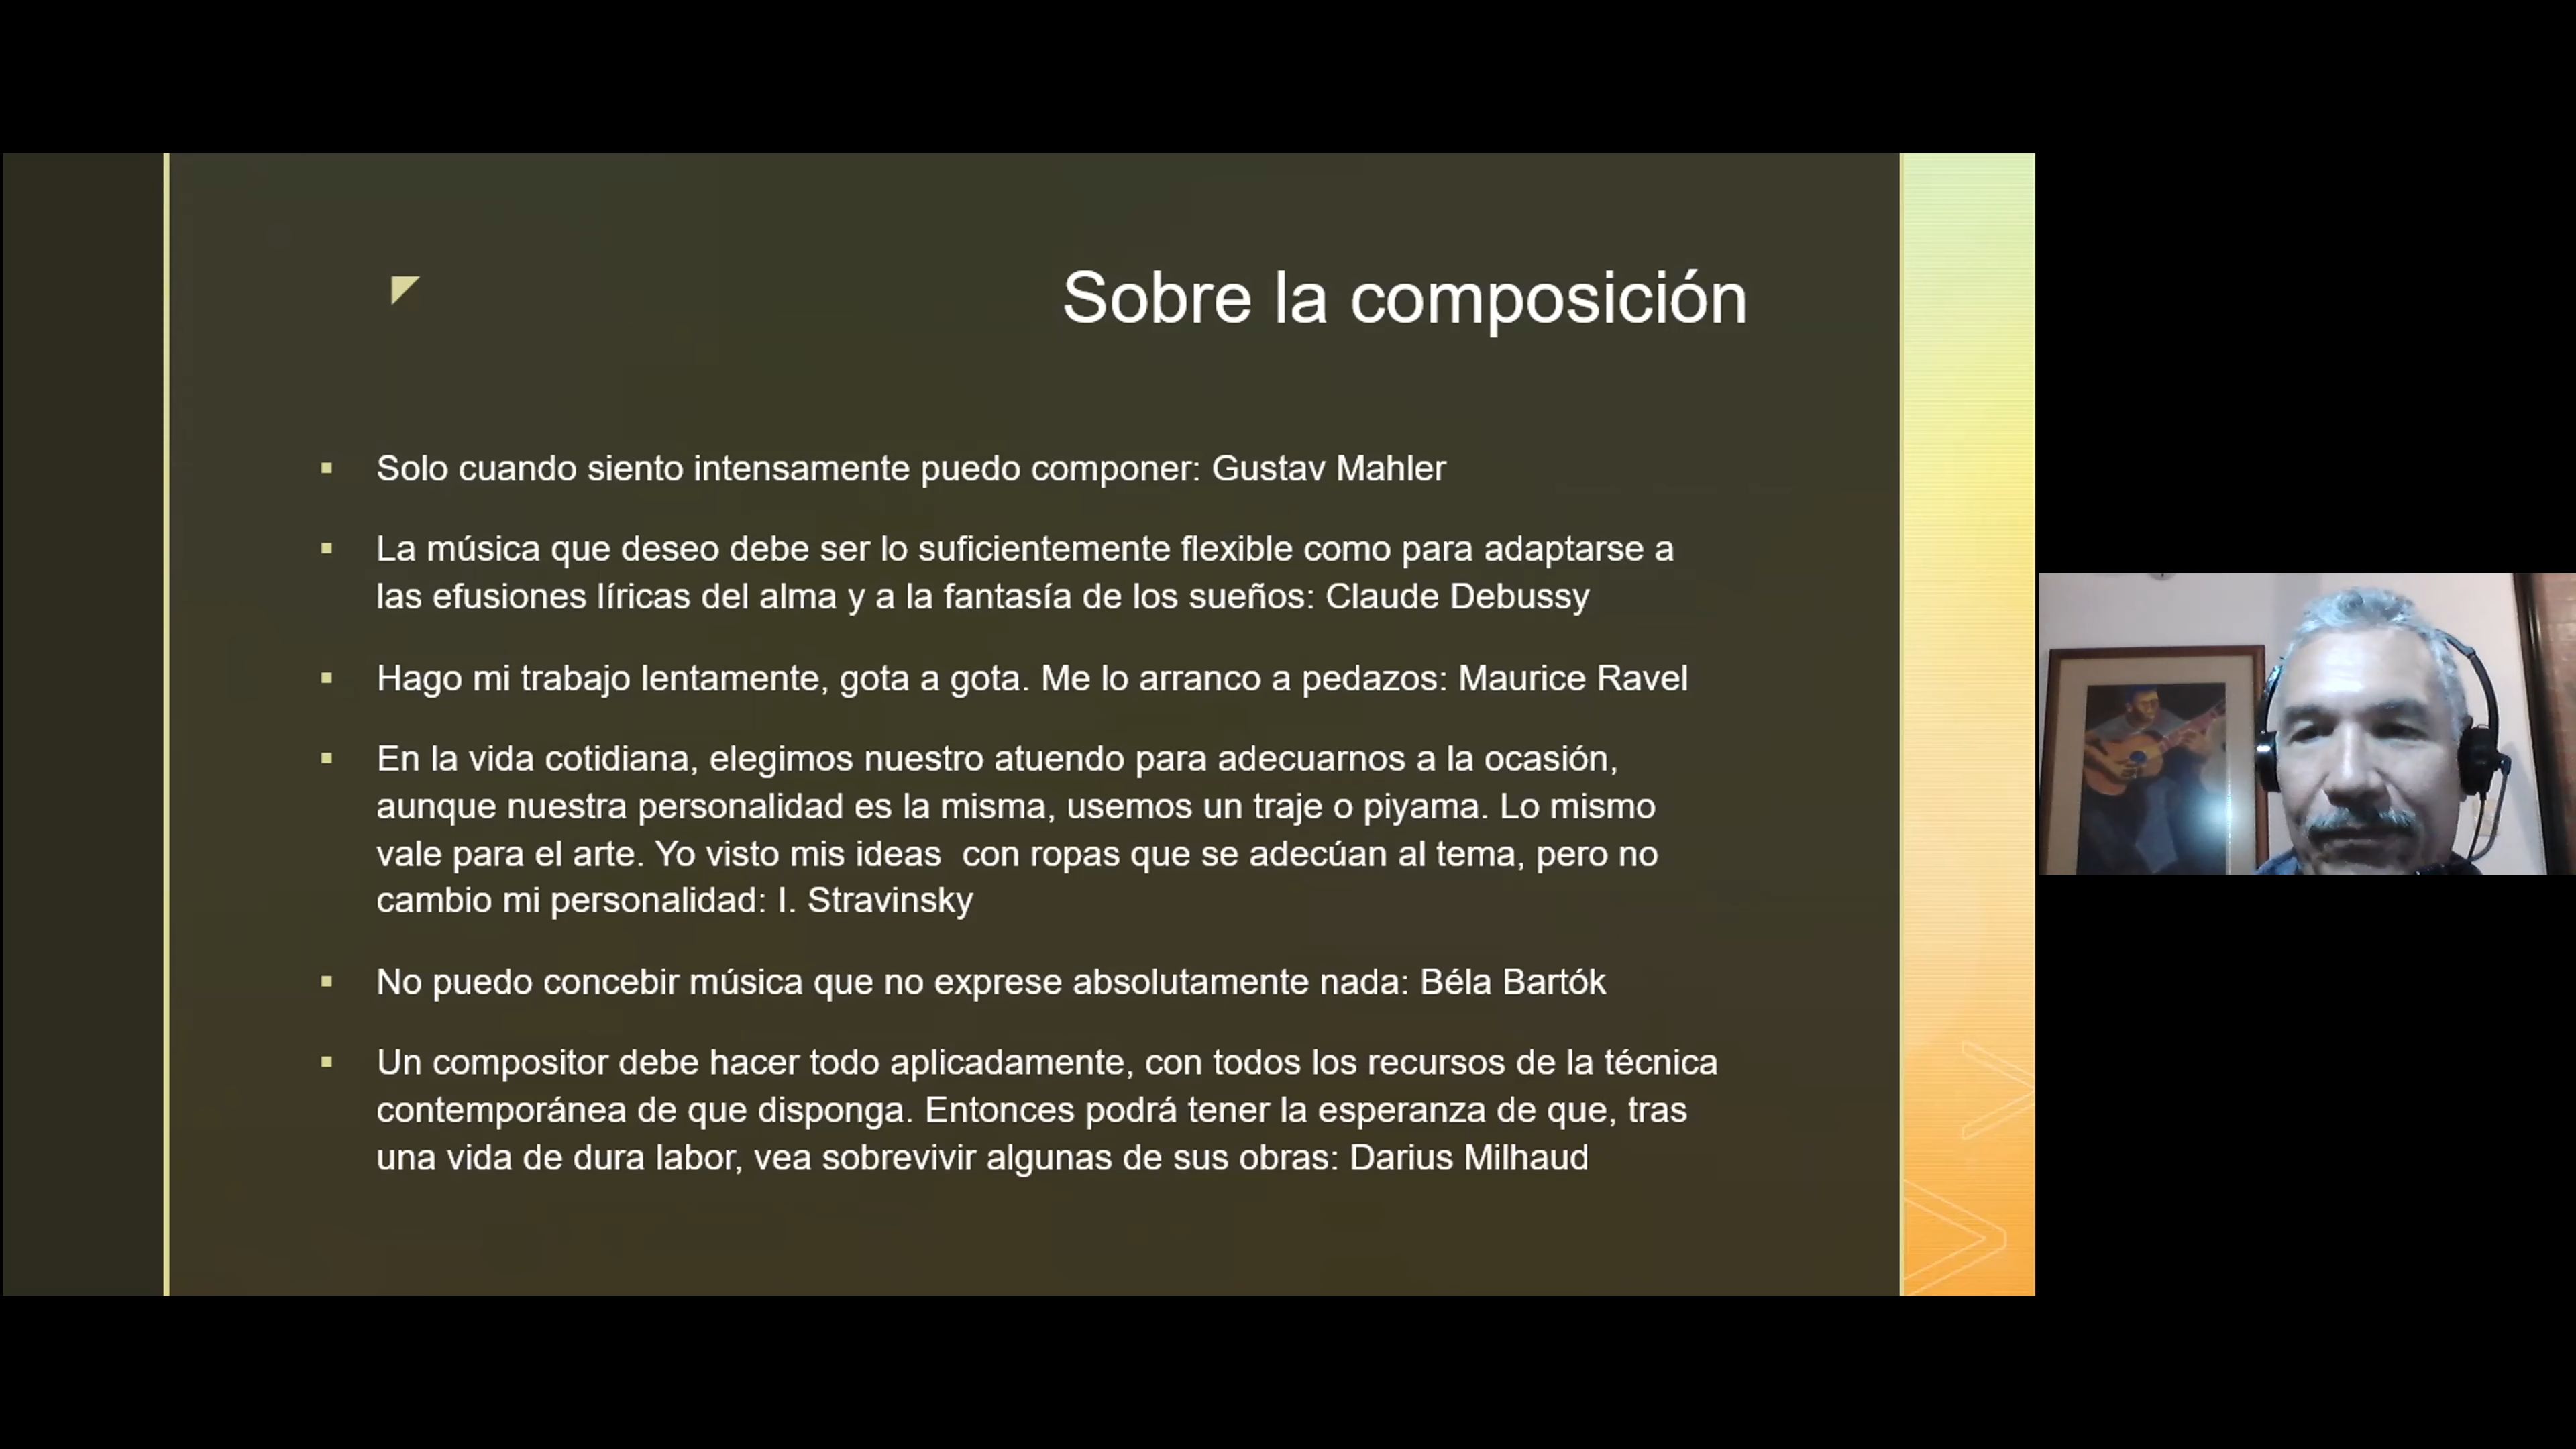 Sobre la composición
Solo cuando siento intensamente puedo componer: Gustav Mahler
La música que deseo debe ser lo suficientemente flexible como para adaptarse a
las efusiones líricas del alma y a la fantasía de los sueños: Claude Debussy
Hago mi trabajo lentamente, gota a gota. Me lo arranco a pedazos: Maurice Ravel
En la vida cotidiana, elegimos nuestro atuendo para adecuarnos a la ocasión,
aunque nuestra personalidad es la misma, usemos un traje o piyama. Lo mismo
vale para el arte. Yo visto mis ideas  con ropas que se adecúan al tema, pero no
cambio mi personalidad: I. Stravinsky
No puedo concebir música que no exprese absolutamente nada: Béla Bartók
Un compositor debe hacer todo aplicadamente, con todos los recursos de la técnica
contemporánea de que disponga. Entonces podrá tener la esperanza de que, tras
una vida de dura labor, vea sobrevivir algunas de sus obras: Darius Milhaud